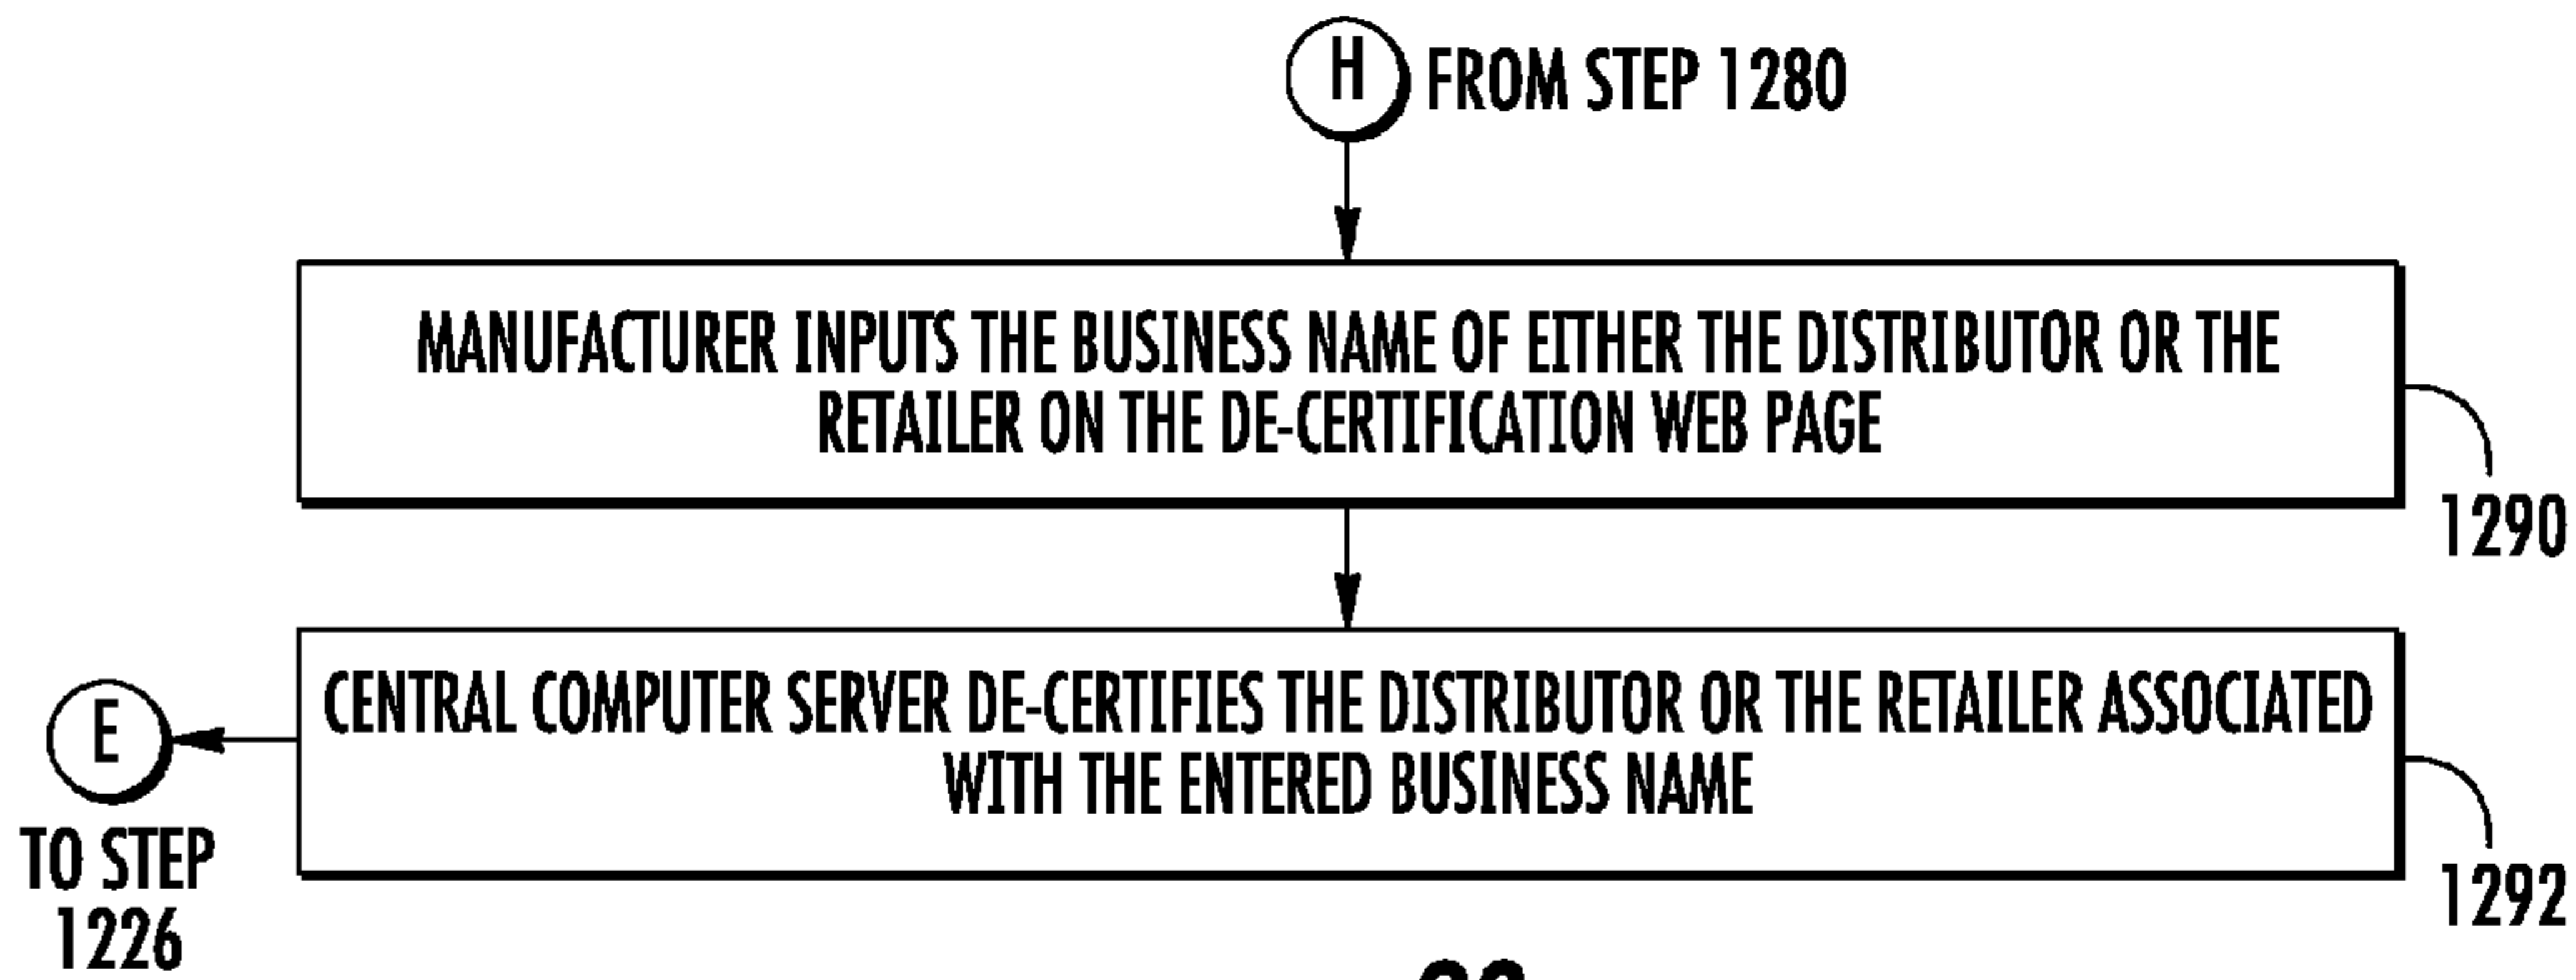 H FROM STEP 1280
MANUFACTURER INPUTS THE BUSINESS NAME OF EITHER THE DISTRIBUTOR OR THE
RETAILER ON THE DE-CERTIFICATION WEB PAGE
1290
CENTRAL COMPUTER SERVER DE-CERTIFIES THE DISTRIBUTOR OR THE RETAILER ASSOCIATED
WITH THE ENTERED BUSINESS NAME
E
TO STEP
1226
1292